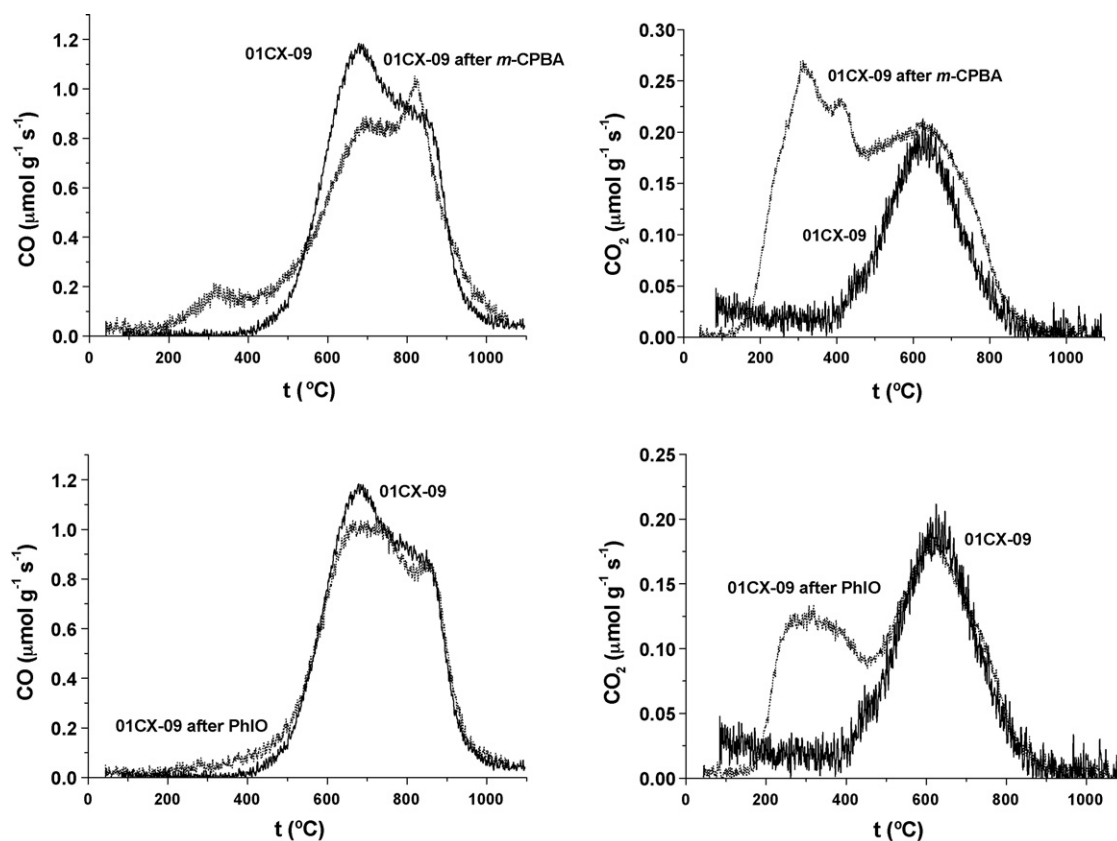 01CX-09
01CX-09 after m-CPBA
CO (μmol g⁻¹ s⁻¹)
1.2
1.0
0.8
0.6
0.4
0.2
0.0
0 200 400 600 800 1000
t (ºC)
01CX-09 after m-CPBA
01CX-09
CO₂ (μmol g⁻¹ s⁻¹)
0.30
0.25
0.20
0.15
0.10
0.05
0.00
0 200 400 600 800 1000
t (ºC)
01CX-09
01CX-09 after PhIO
CO (μmol g⁻¹ s⁻¹)
1.2
1.0
0.8
0.6
0.4
0.2
0.0
0 200 400 600 800 1000
t (ºC)
01CX-09
01CX-09 after PhIO
CO₂ (μmol g⁻¹ s⁻¹)
0.25
0.20
0.15
0.10
0.05
0.00
0 200 400 600 800 1000
t (ºC)